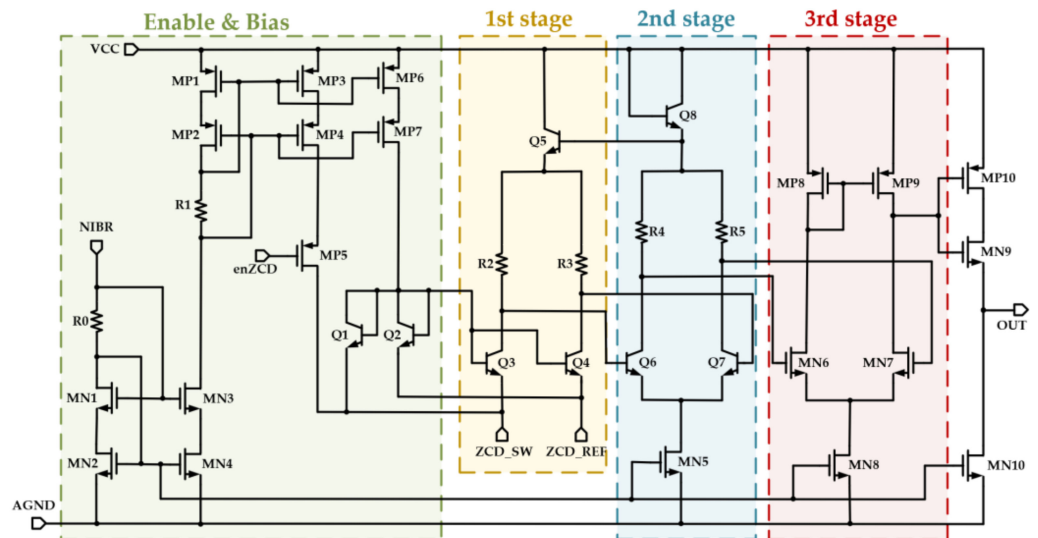 Enable & Bias
1st stage
2nd stage
3rd stage
VCC
MP1
MP3
MP6
Q8
MP2
MP4
MP7
Q5
MP8
MP9
MP10
R1
NIBR
R4
R5
MN9
enZCD
MP5
R2
R3
R0
OUT
Q1
Q2
Q3
Q4
Q6
Q7
MN6
MN7
MN1
MN3
ZCD_SW
ZCD_REF
MN2
MN4
MN5
MN8
MN10
AGND